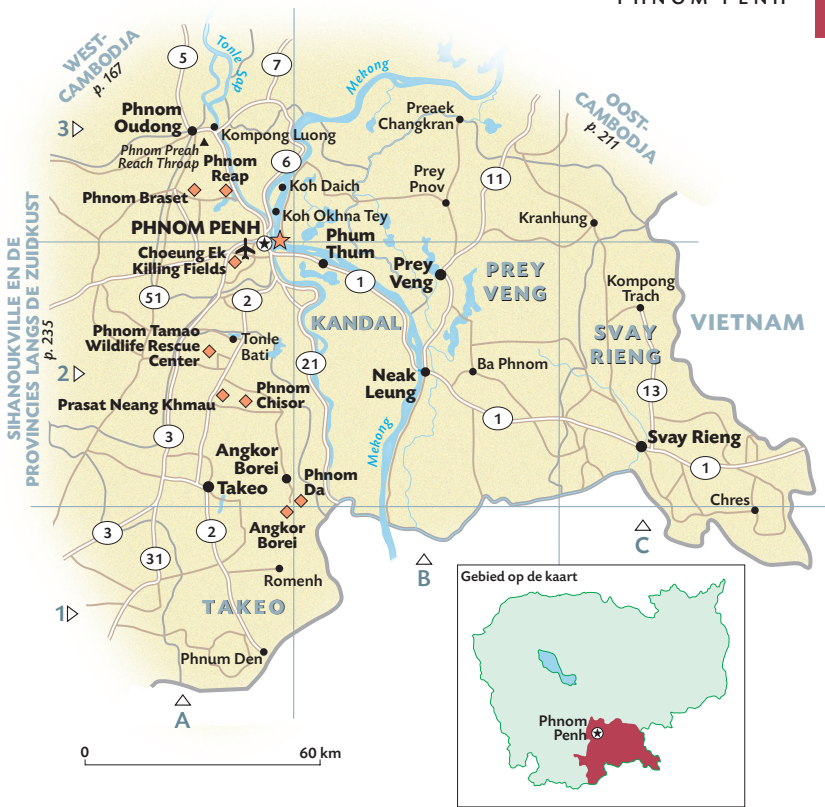 PHNOM PENH
WEST-
CAMBODJA
p. 167
5
Tonle Sap
7
Mekong
OOST-
CAMBODJA
p. 211
Phnom
Oudong
3
Kompong Luong
Preaek
Changkran
Phnom Preah
Reach Throap
Phnom
Reap
6
Prey
Pnov
11
Phnom Braset
Koh Daich
Koh Okhna Tey
Kranhung
PHNOM PENH
Choeung Ek
Killing Fields
Phum
Thum
1
Prey
Veng
PREY
VENG
Kompong
Trach
51
2
KANDAL
SVAY
RIENG
VIETNAM
SIHANOUKVILLE EN DE
PROVINCIES LANGS DE ZUIDKUST
p. 235
Phnom Tamao
Wildlife Rescue
Center
Tonle
Bati
21
2
Neak
Leung
Ba Phnom
13
Prasat Neang Khmau
Phnom
Chisor
1
3
Mekong
Svay Rieng
1
Angkor
Borei
Phnom
Da
Takeo
Chres
Angkor
Borei
3
2
31
C
B
Romenh
TAKEO
1
Phnum Den
A
0
60 km
Gebied op de kaart
Phnom
Penh